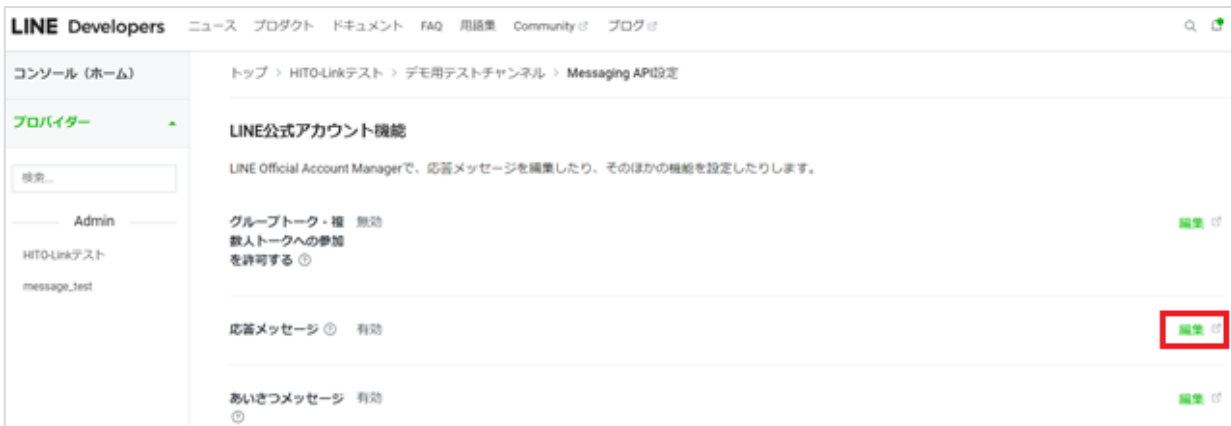 LINE Developers ニュース プロダクト ドキュメント FAQ 用語集 Community ブログ
コンソール（ホーム）
トップ > HITO-Linkテスト > デモ用テストチャンネル > Messaging API設定
プロバイダー
LINE公式アカウント機能
LINE Official Account Managerで、応答メッセージを編集したり、そのほかの機能を設定したりします。
検索...
Admin
HITO-Linkテスト
message_test
グループトーク・複
数人トークへの参加
を許可する
無効
編集
応答メッセージ 有効 編集
あいさつメッセージ 有効 編集